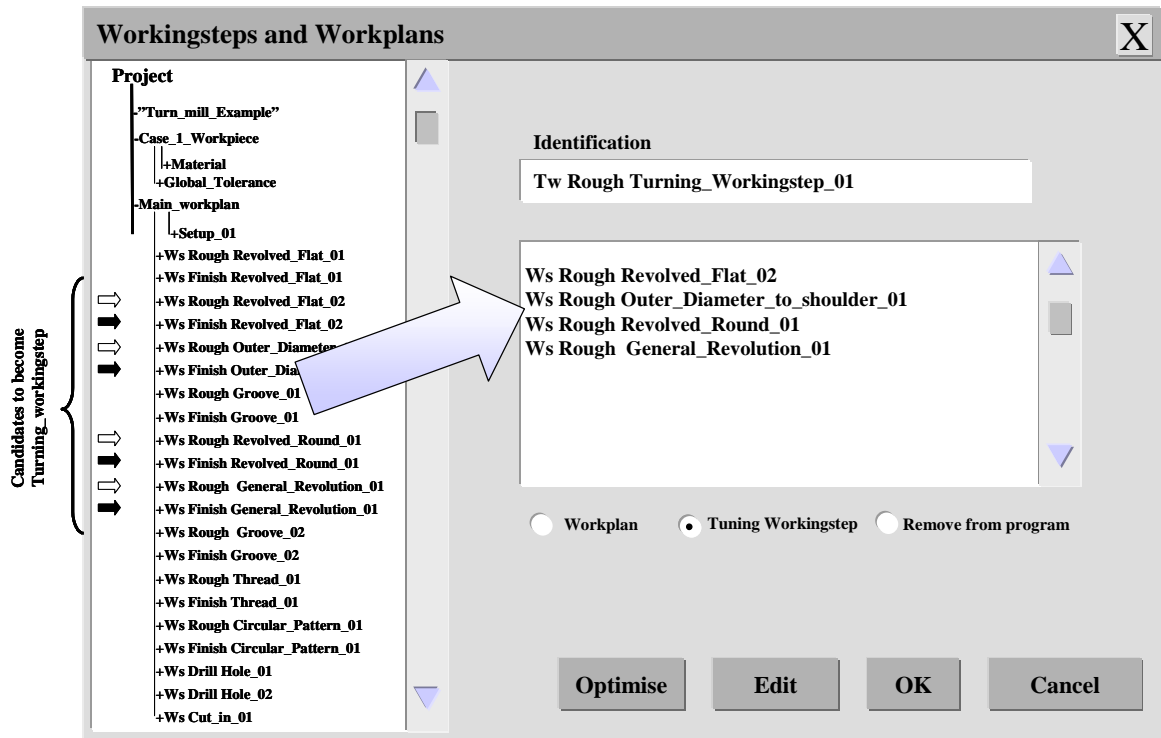 Workingsteps and Workplans
X
Project
-"Turn_mill_Example"
-Case_1_Workpiece
+Material
+Global_Tolerance
-Main_workplan
+Setup_01
+Ws Rough Revolved_Flat_01
+Ws Finish Revolved_Flat_01
+Ws Rough Revolved_Flat_02
+Ws Finish Revolved_Flat_02
+Ws Rough Outer_Diameter
+Ws Finish Outer_Dia
+Ws Rough Groove_01
+Ws Finish Groove_01
+Ws Rough Revolved_Round_01
+Ws Finish Revolved_Round_01
+Ws Rough General_Revolution_01
+Ws Finish General_Revolution_01
+Ws Rough Groove_02
+Ws Finish Groove_02
+Ws Rough Thread_01
+Ws Finish Thread_01
+Ws Rough Circular_Pattern_01
+Ws Finish Circular_Pattern_01
+Ws Drill Hole_01
+Ws Drill Hole_02
+Ws Cut_in_01
Candidates to become
Turning_workingstep
Identification
Tw Rough Turning_Workingstep_01
Ws Rough Revolved_Flat_02
Ws Rough Outer_Diameter_to_shoulder_01
Ws Rough Revolved_Round_01
Ws Rough General_Revolution_01
Workplan Tuning Workingstep Remove from program
Optimise Edit OK Cancel